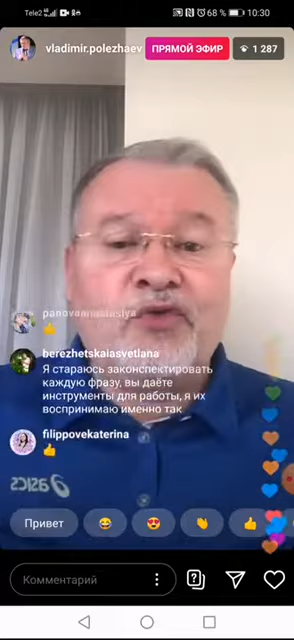 Tele2 68 % 10:30
vladimir.polezhaev ПРЯМОЙ ЭФИР 1 287
panovaanastasiya
berezhetskaiasvetlana
Я стараюсь законспектировать
каждую фразу, вы даёте
инструменты для работы, я их
воспринимаю именно так
filippovekaterina
asics
Привет
Комментарий